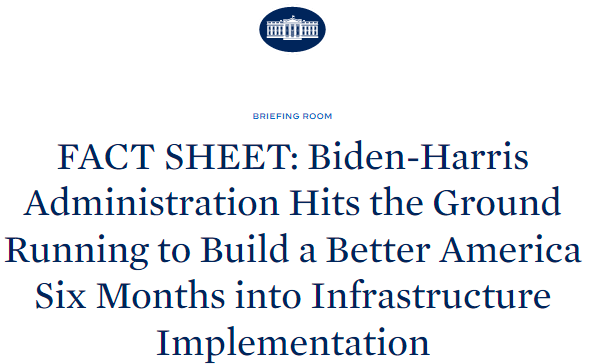 BRIEFING ROOM
FACT SHEET: Biden-Harris
Administration Hits the Ground
Running to Build a Better America
Six Months into Infrastructure
Implementation